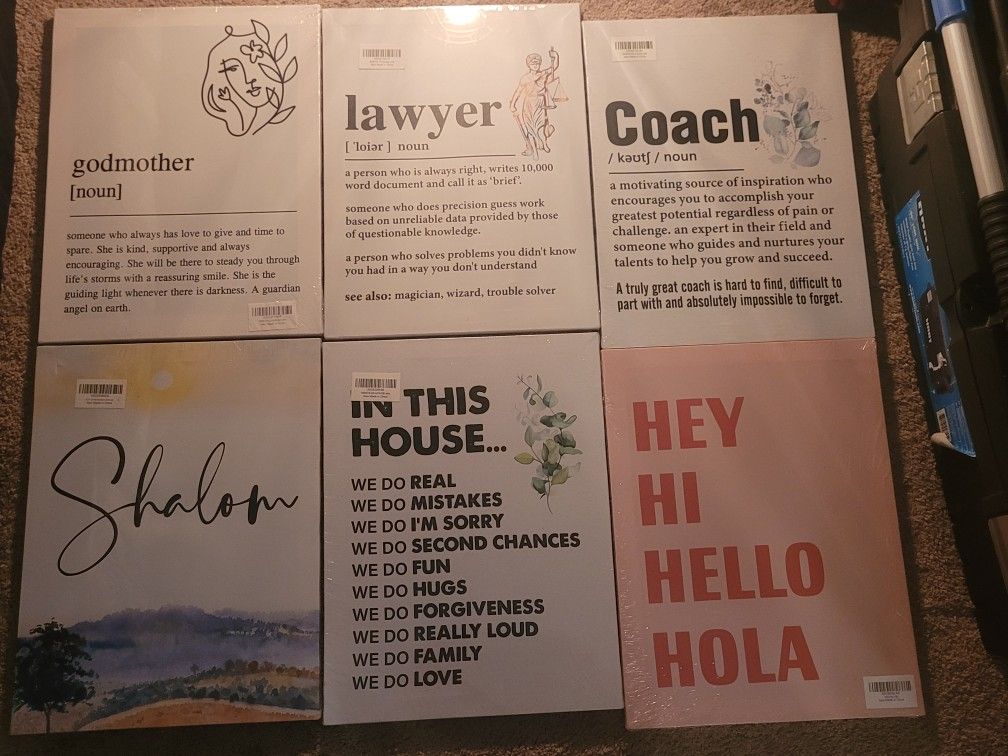 godmother
[noun]
someone who always has love to give and time to
spare. She is kind, supportive and always
encouraging. She will be there to steady you through
life's storms with a reassuring smile. She is the
guiding light whenever there is darkness. A guardian
angel on earth.
lawyer
[ 'loiər ] noun
a person who is always right, writes 10,000
word document and call it as 'brief'.
someone who does precision guess work
based on unreliable data provided by those
of questionable knowledge.
a person who solves problems you didn't know
you had in a way you don't understand
see also: magician, wizard, trouble solver
Coach
/ kəʊtʃ / noun
a motivating source of inspiration who
encourages you to accomplish your
greatest potential regardless of pain or
challenge. an expert in their field and
someone who guides and nurtures your
talents to help you grow and succeed.
A truly great coach is hard to find, difficult to
part with and absolutely impossible to forget.
Shalom
IN THIS
HOUSE...
WE DO REAL
WE DO MISTAKES
WE DO I'M SORRY
WE DO SECOND CHANCES
WE DO FUN
WE DO HUGS
WE DO FORGIVENESS
WE DO REALLY LOUD
WE DO FAMILY
WE DO LOVE
HEY
HI
HELLO
HOLA